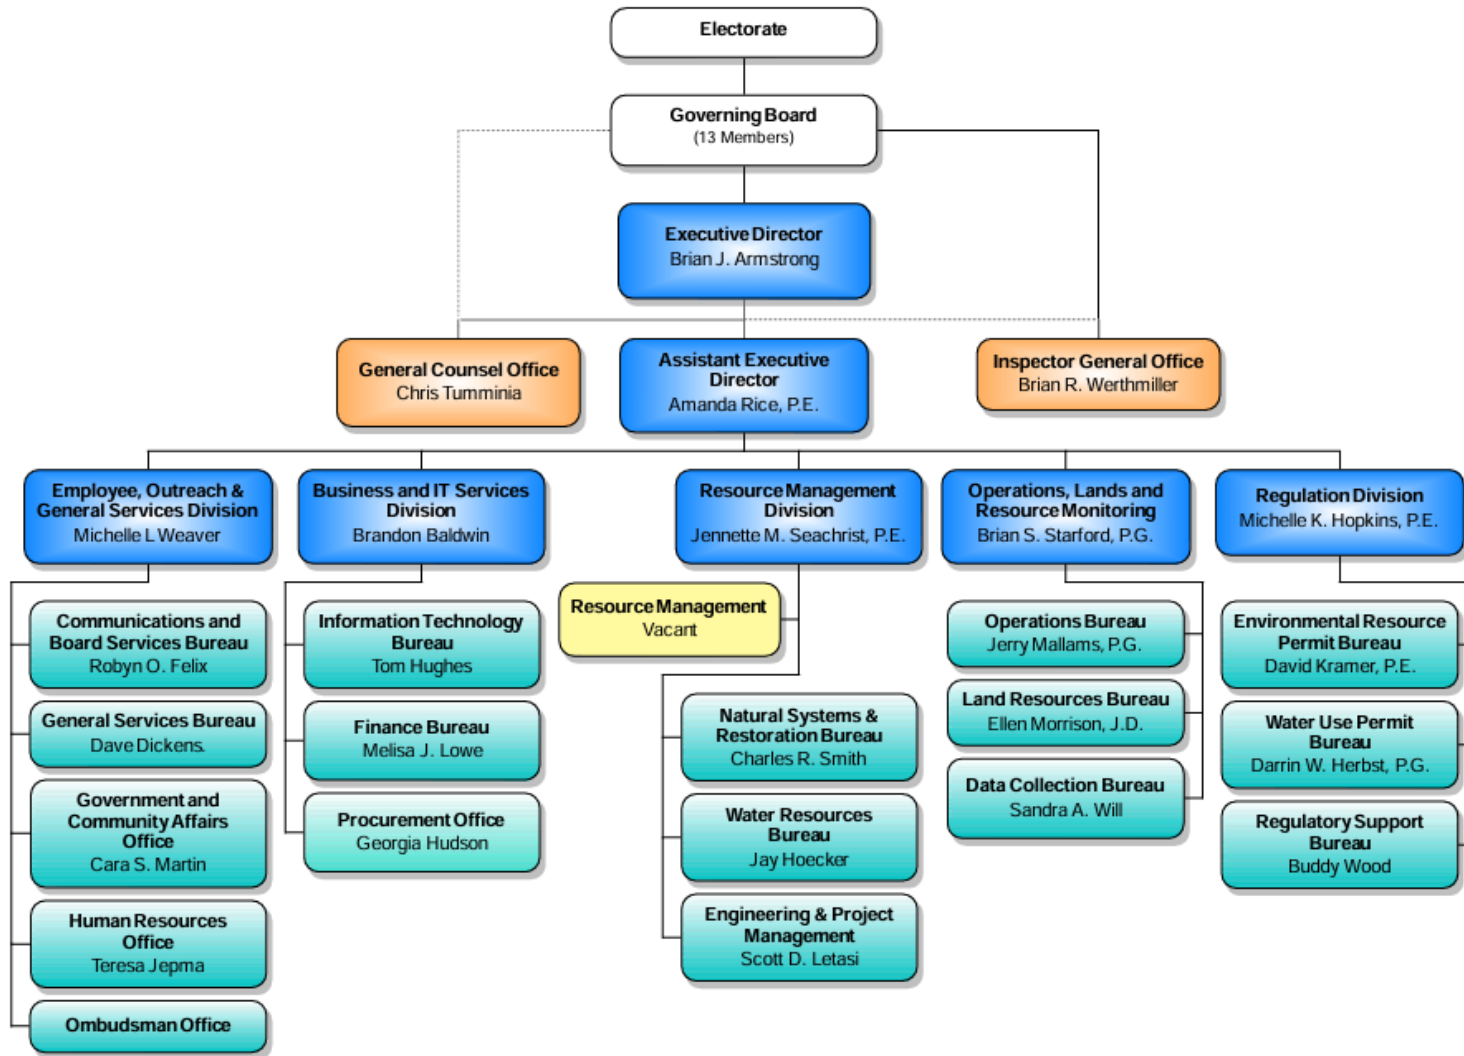 Electorate
Governing Board
(13 Members)
Executive Director
Brian J. Armstrong
General Counsel Office
Chris Tumminia
Assistant Executive
Director
Amanda Rice, P.E.
Inspector General Office
Brian R. Werthmiller
Employee, Outreach &
General Services Division
Michelle L Weaver
Business and IT Services
Division
Brandon Baldwin
Resource Management
Division
Jennette M. Seachrist, P.E.
Operations, Lands and
Resource Monitoring
Brian S. Starford, P.G.
Regulation Division
Michelle K. Hopkins, P.E.
Communications and
Board Services Bureau
Robyn O. Felix
General Services Bureau
Dave Dickens.
Government and
Community Affairs
Office
Cara S. Martin
Human Resources
Office
Teresa Jepma
Ombudsman Office
Information Technology
Bureau
Tom Hughes
Finance Bureau
Melisa J. Lowe
Procurement Office
Georgia Hudson
Resource Management
Vacant
Natural Systems &
Restoration Bureau
Charles R. Smith
Water Resources
Bureau
Jay Hoecker
Engineering & Project
Management
Scott D. Letasi
Operations Bureau
Jerry Mallams, P.G.
Land Resources Bureau
Ellen Morrison, J.D.
Data Collection Bureau
Sandra A. Will
Environmental Resource
Permit Bureau
David Kramer, P.E.
Water Use Permit
Bureau
Darrin W. Herbst, P.G.
Regulatory Support
Bureau
Buddy Wood